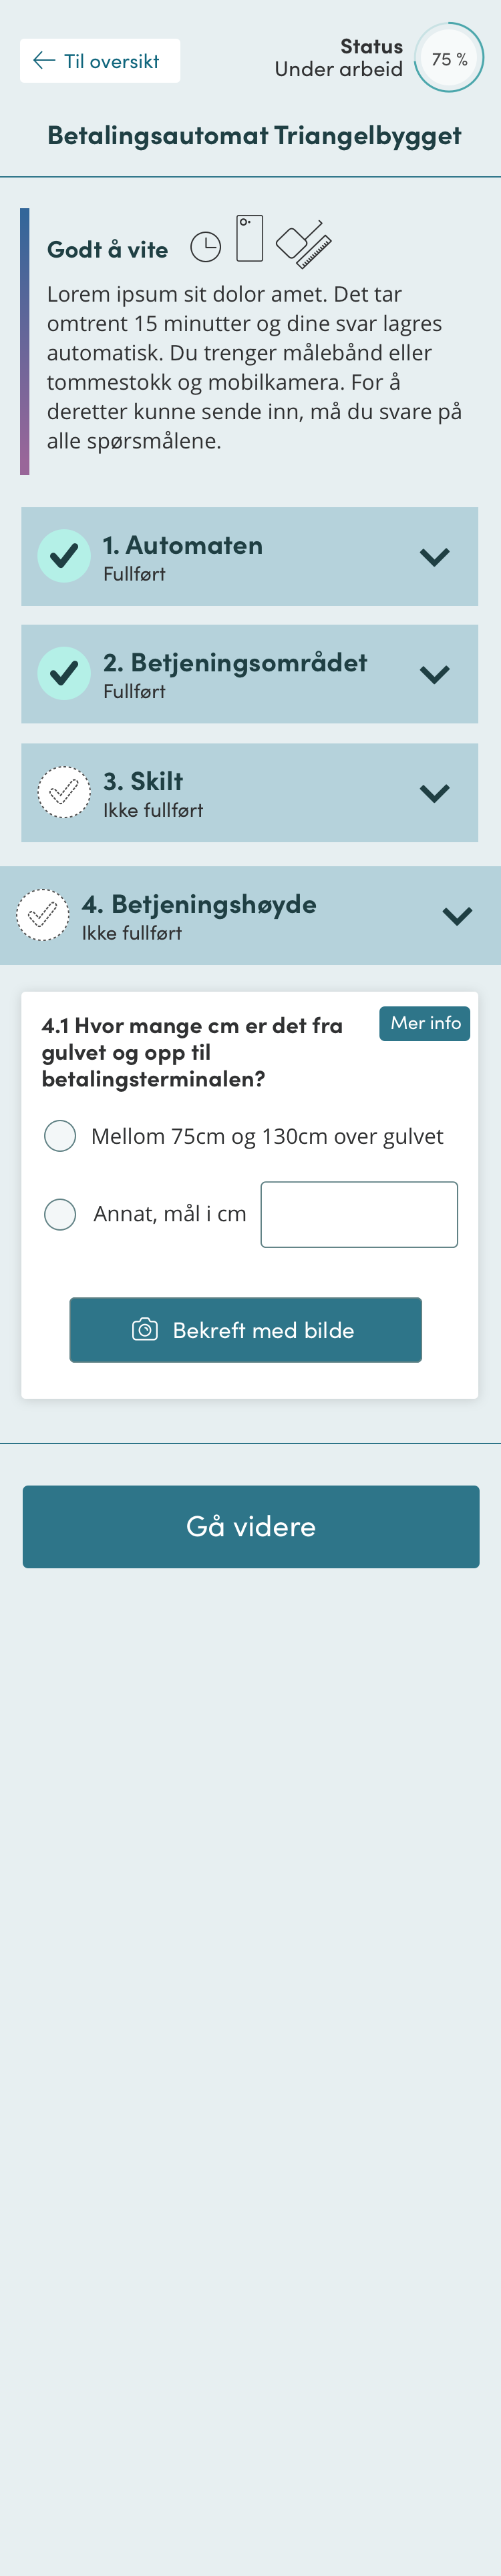 Til oversikt
Status
Under arbeid
75 %
Betalingsautomat Triangelbygget
Godt å vite
Lorem ipsum sit dolor amet. Det tar
omtrent 15 minutter og dine svar lagres
automatisk. Du trenger målebånd eller
tommestokk og mobilkamera. For å
deretter kunne sende inn, må du svare på
alle spørsmålene.
1. Automaten
Fullført
2. Betjeningsområdet
Fullført
3. Skilt
Ikke fullført
4. Betjeningshøyde
Ikke fullført
4.1 Hvor mange cm er det fra
gulvet og opp til
betalingsterminalen?
Mer info
Mellom 75cm og 130cm over gulvet
Annat, mål i cm
Bekreft med bilde
Gå videre